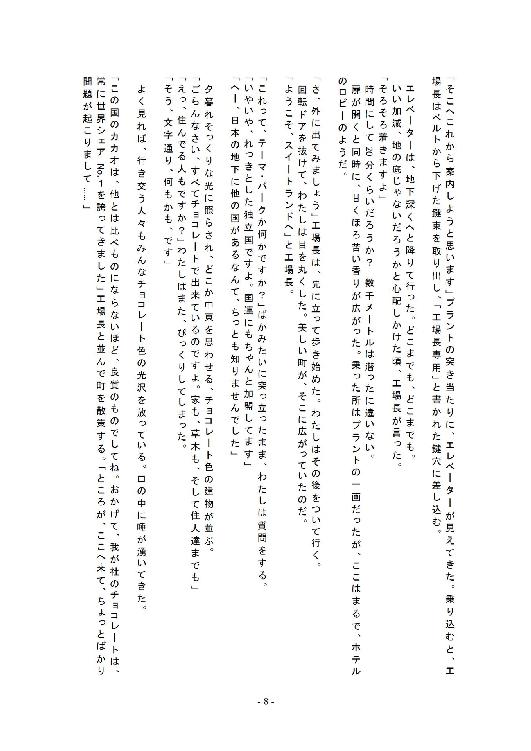 「そこへこれから案内しようと思います」プラントの突き当たりに、エレベーターが見えてきた。乗り込むと、工
場長はベルトから下げた鍵束を取り出し、「工場長専用」と書かれた鍵穴に差し込む。
エレベーターは、地下深くへと降りて行った。どこまでも、どこまでも。
いい加減、地の底じゃないだろうかと心配しかけた頃、工場長が言った。
「そろそろ着きますよ」
時間にして20分くらいだろうか？　数千メートルは潜ったに違いない。
扉が開くと同時に、甘くほろ苦い香りが広がった。乗った所はプラントの一画だったが、ここはまるで、ホテル
のロビーのようだ。
「さ、外に出てみましょう」工場長は、先に立って歩き始めた。わたしはその後をついて行く。
回転ドアを抜けて、わたしは目を丸くした。美しい町が、そこに広がっていたのだ。
「ようこそ、スイートランドへ」と工場長。
「これって、テーマ・パークか何かですか？」ばかみたいに突っ立ったまま、わたしは質問をする。
「いやいや、れっきとした独立国ですよ。国連にもちゃんと加盟してます」
「へー、日本の地下に他の国があるなんて、ちっとも知りませんでした」
夕暮れそっくりな光に照らされ、どこか中東を思わせる、チョコレート色の建物が並ぶ。
「ごらんなさい、すべてチョコレートで出来ているのですよ。家も、草木も、そして住人達までも」
「えっ、住んでる人もですか？」わたしはまた、びっくりしてしまった。
「そう、文字通り、何もかも、です」
よく見れば、行き交う人々もみんなチョコレート色の光沢を放っている。口の中に唾が湧いてきた。
「この国のカカオは、他とは比べものにならないほど、良質のものでしてね。おかげで、我が社のチョコレートは、
常に世界シェアNo.1を誇ってきました」工場長と並んで町を散策する。「ところが、ここへ来て、ちょっとばかり
問題が起こりまして……」
- 8 -